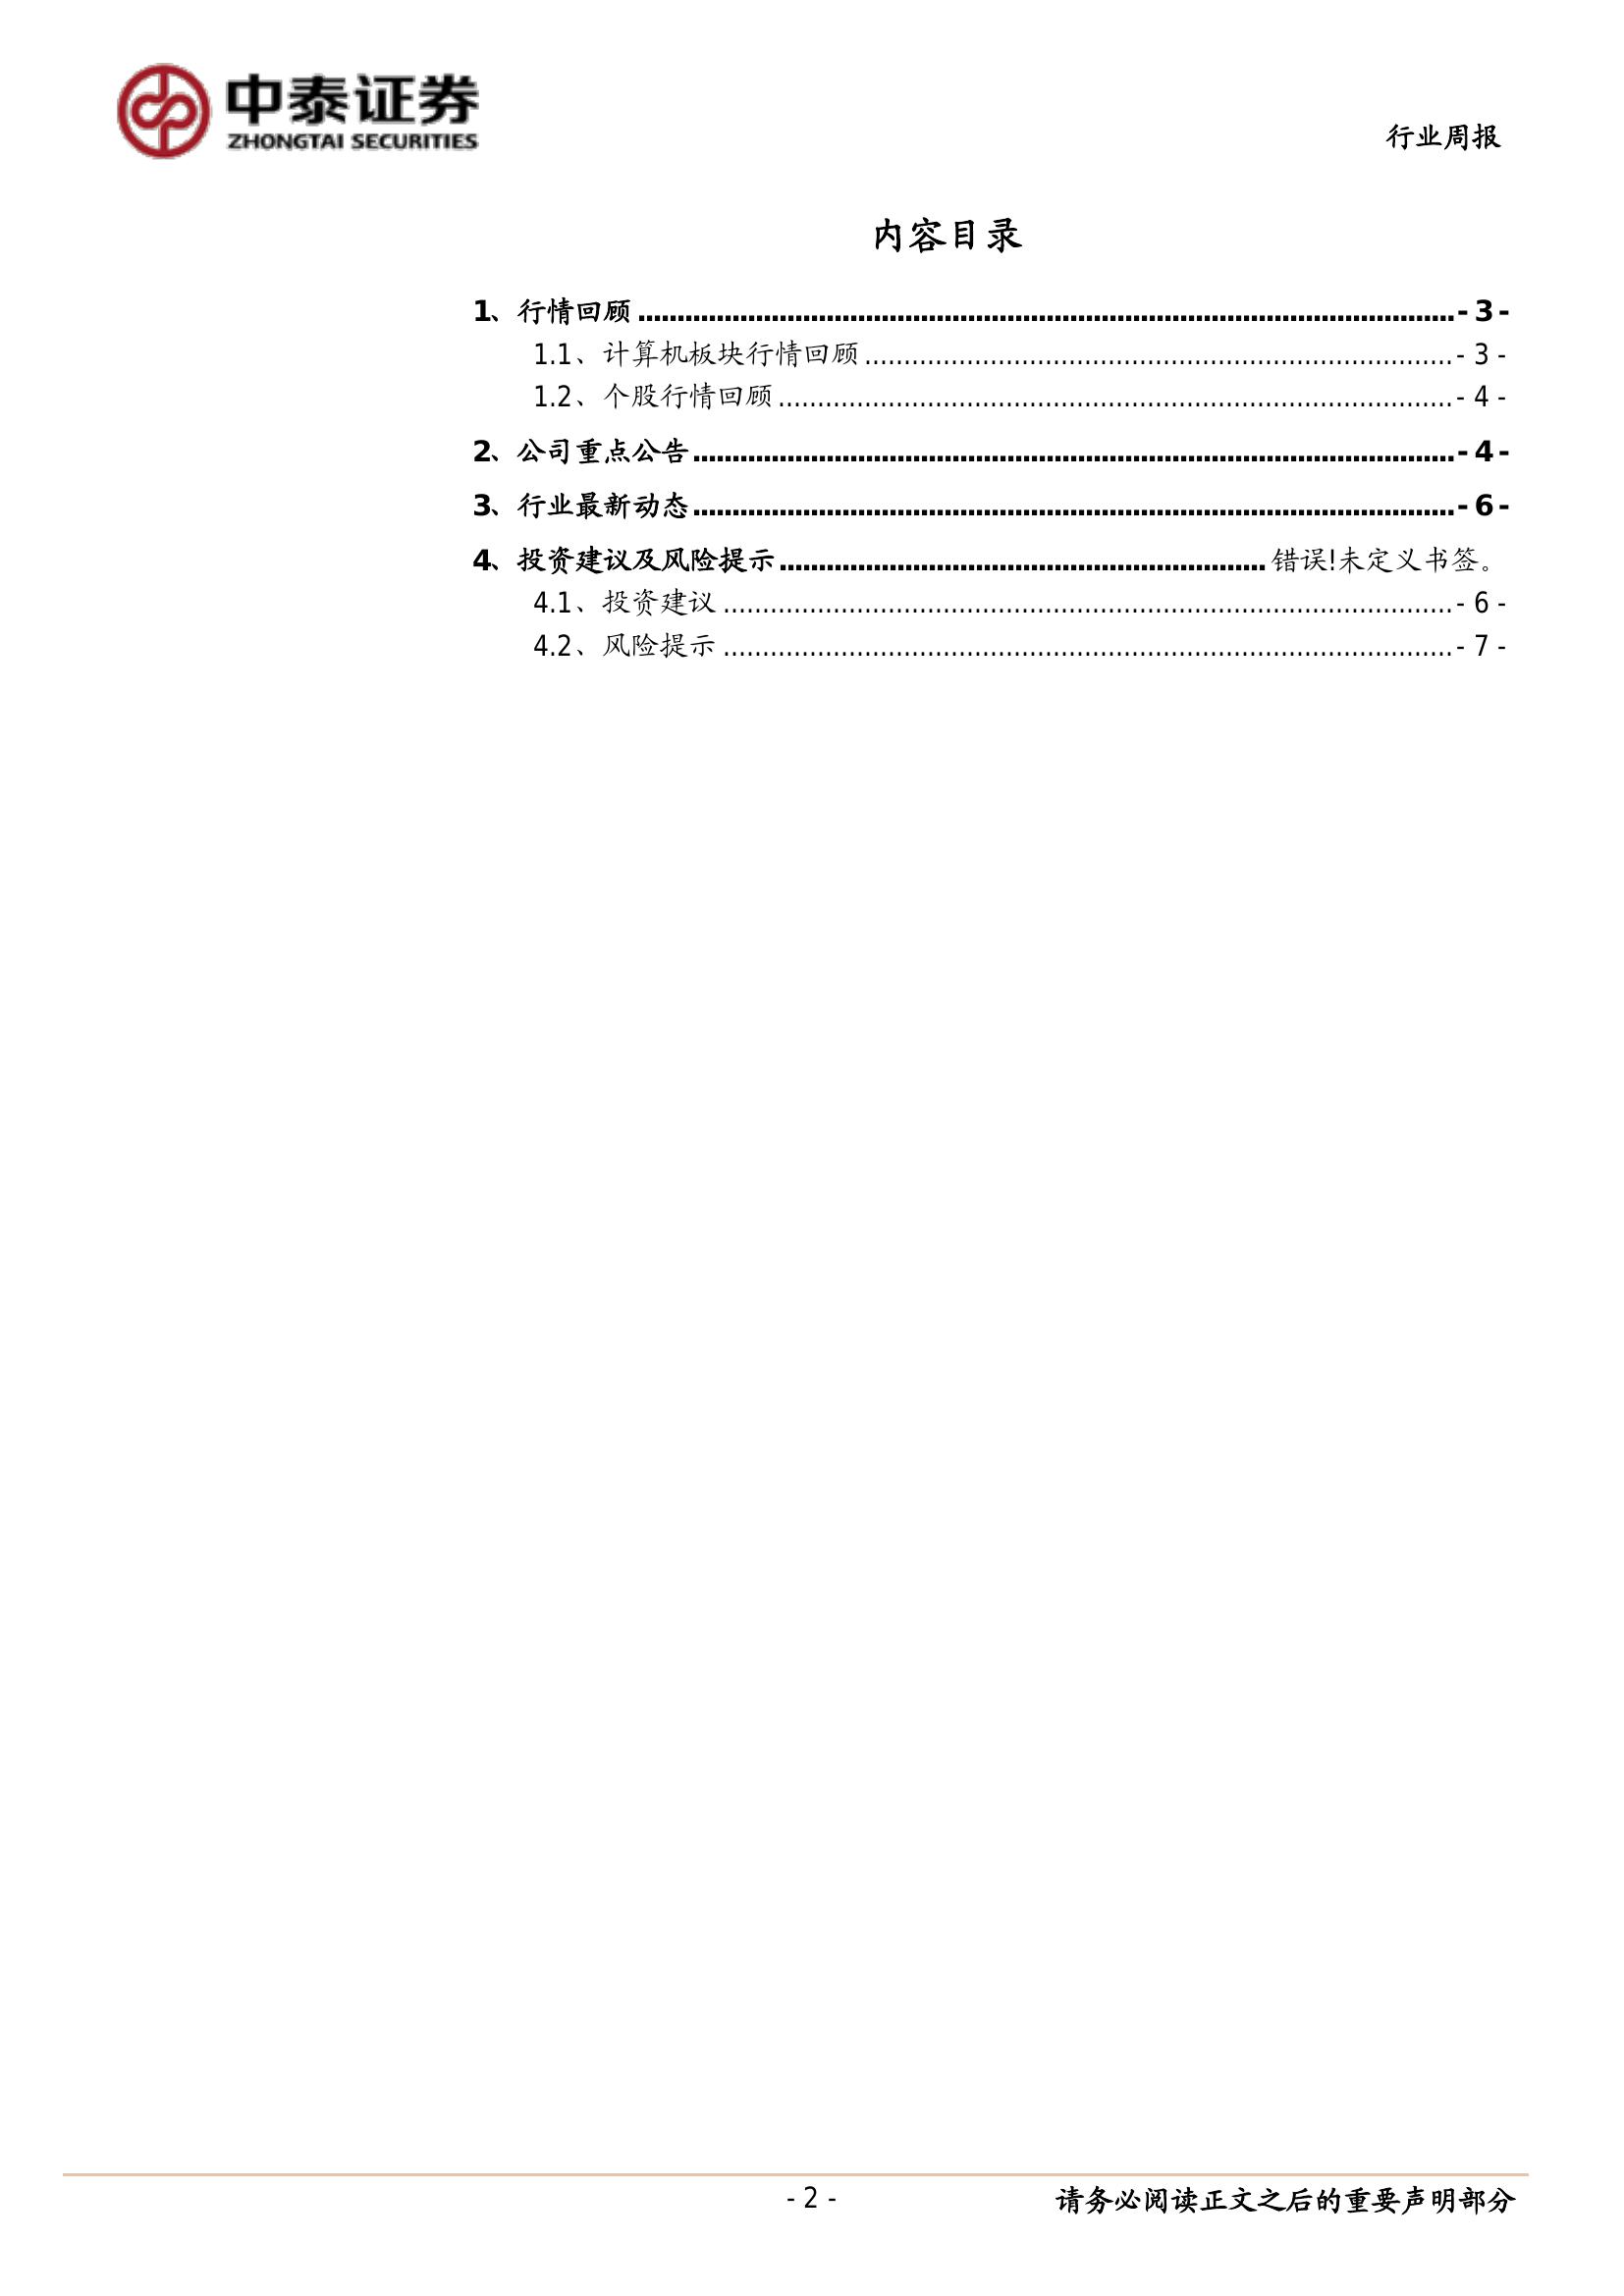 中泰证券
ZHONGTAI SECURITIES
行业周报
内容目录
1、行情回顾 ........................................................................................................ - 3 -
1.1、计算机板块行情回顾 ........................................................................... - 3 -
1.2、个股行情回顾 ...................................................................................... - 4 -
2、公司重点公告 ................................................................................................. - 4 -
3、行业最新动态 ................................................................................................. - 6 -
4、投资建议及风险提示 .............................................................. 错误!未定义书签。
4.1、投资建议 ............................................................................................. - 6 -
4.2、风险提示 ............................................................................................. - 7 -
- 2 -
请务必阅读正文之后的重要声明部分